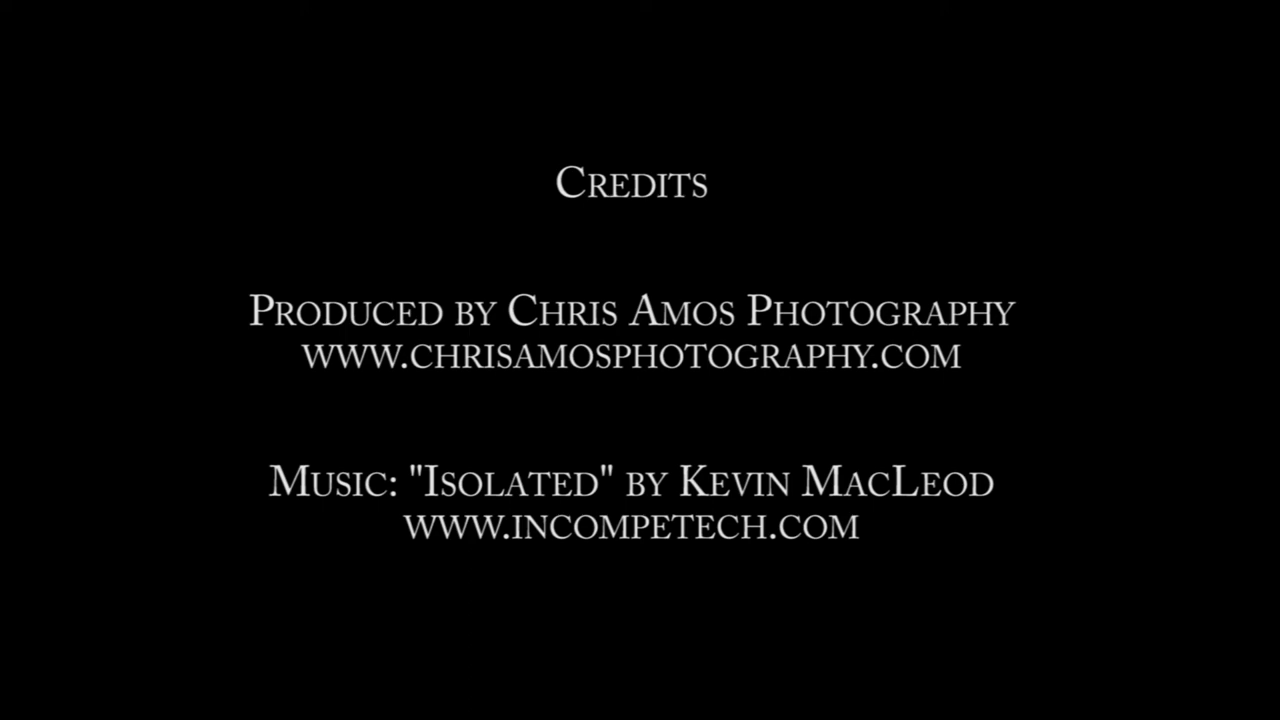 Credits
Produced by Chris Amos Photography
www.chrisamosphotography.com
Music: "Isolated" by Kevin MacLeod
www.incompetech.com